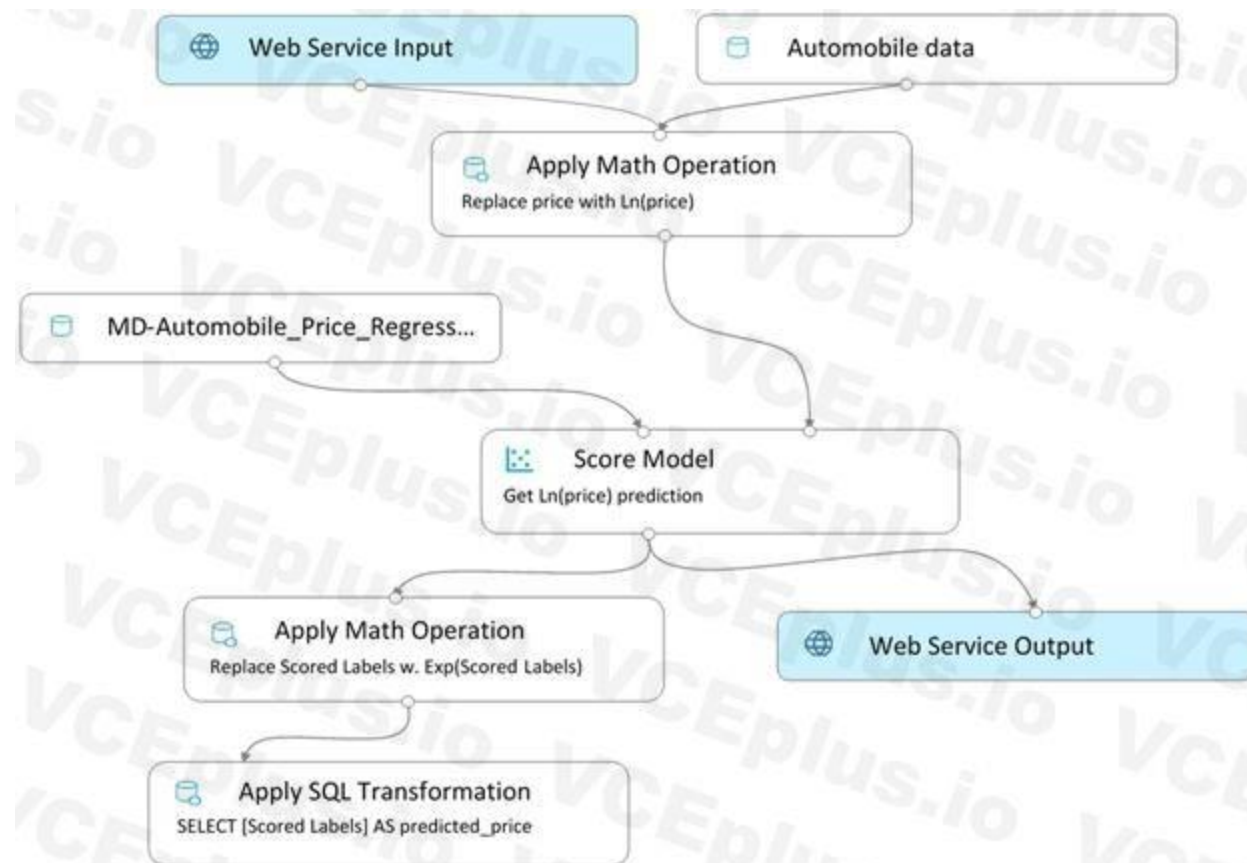 Web Service Input
Automobile data
Apply Math Operation
Replace price with Ln(price)
MD-Automobile_Price_Regress...
Score Model
Get Ln(price) prediction
Apply Math Operation
Replace Scored Labels w. Exp(Scored Labels)
Web Service Output
Apply SQL Transformation
SELECT [Scored Labels] AS predicted_price
VCEplus.io